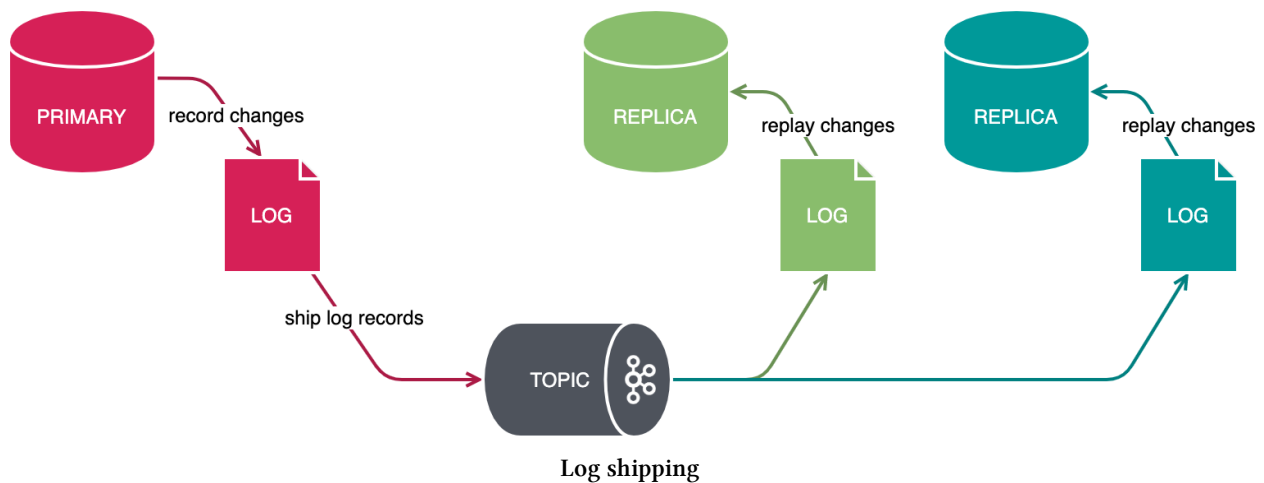 PRIMARY
record changes
LOG
ship log records
TOPIC
REPLICA
replay changes
LOG
REPLICA
replay changes
LOG
Log shipping